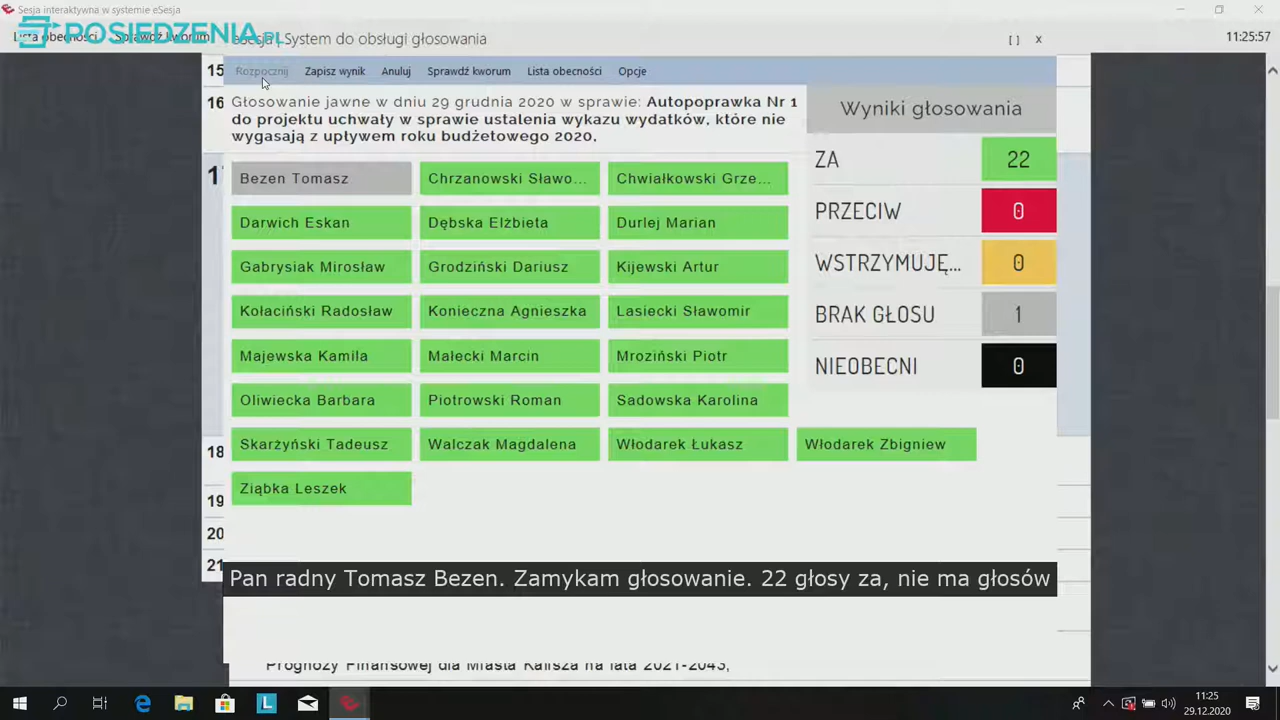 Sesja interaktywna w systemie eSesja
POSIEDZENIA.PL
Lista obecności Sprawdź kworum
eSesja | System do obsługi głosowania
[ ] x
11:25:57
Rozpocznij Zapisz wynik Anuluj Sprawdź kworum Lista obecności Opcje
15
16
17
18
19
20
21
Głosowanie jawne w dniu 29 grudnia 2020 w sprawie: Autopoprawka Nr 1
do projektu uchwały w sprawie ustalenia wykazu wydatków, które nie
wygasają z upływem roku budżetowego 2020,
Wyniki głosowania
ZA 22
PRZECIW 0
WSTRZYMUJĘ... 0
BRAK GŁOSU 1
NIEOBECNI 0
Bezen Tomasz Chrzanowski Sławo... Chwiałkowski Grze...
Darwich Eskan Dębska Elżbieta Durlej Marian
Gabrysiak Mirosław Grodziński Dariusz Kijewski Artur
Kołaciński Radosław Konieczna Agnieszka Lasiecki Sławomir
Majewska Kamila Małecki Marcin Mroziński Piotr
Oliwiecka Barbara Piotrowski Roman Sadowska Karolina
Skarżyński Tadeusz Walczak Magdalena Włodarek Łukasz Włodarek Zbigniew
Ziąbka Leszek
Pan radny Tomasz Bezen. Zamykam głosowanie. 22 głosy za, nie ma głosów
Prognozy Finansowej dla Miasta Kalisza na lata 2021-2043,
11:25
29.12.2020